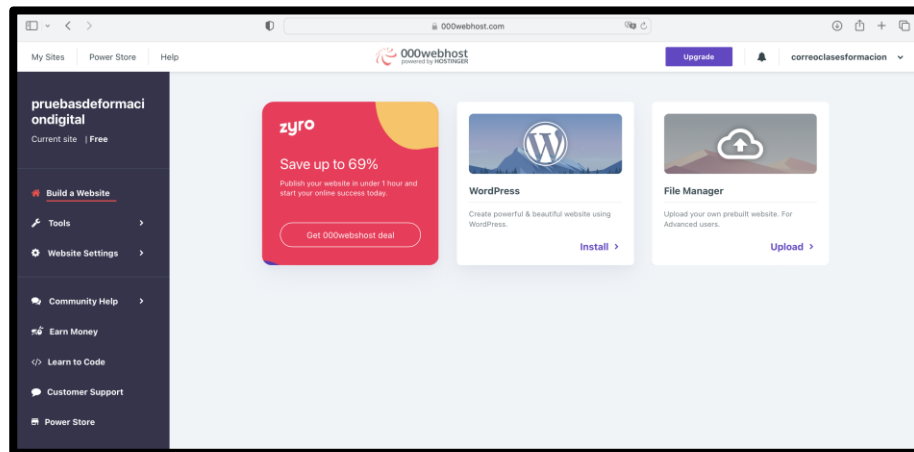 000webhost.com
My Sites
Power Store
Help
000webhost
powered by HOSTINGER
Upgrade
correoclasesformacion
pruebasdeformaci
ondigital
Current site | Free
Build a Website
Tools
Website Settings
Community Help
Earn Money
Learn to Code
Customer Support
Power Store
zyro
Save up to 69%
Publish your website in under 1 hour and
start your online success today.
Get 000webshost deal
WordPress
Create powerful & beautiful website using
WordPress.
Install >
File Manager
Upload your own prebuilt website. For
Advanced users.
Upload >